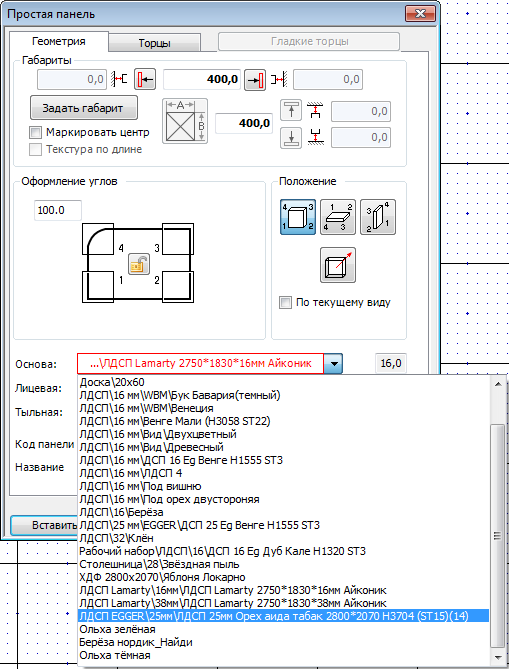 Простая панель
Геометрия
Торцы
Гладкие торцы
Габариты
0,0
400,0
0,0
Задать габарит
A
B
400,0
0,0
Маркировать центр
0,0
Текстура по длине
Оформление углов
Положение
100.0
4 3
1 2
4 3
1 2
1 2
4 3
4 3
2 1
По текущему виду
Основа:
...\ЛДСП Lamarty 2750*1830*16мм Айконик
16,0
Лицевая:
Тыльная:
Код панели
Название
Вставить
Доска\20x60
ЛДСП\16 мм\WBM\Бук Бавария(темный)
ЛДСП\16 мм\WBM\Венеция
ЛДСП\16 мм\Венге Мали (H3058 ST22)
ЛДСП\16 мм\Вид\Двухцветный
ЛДСП\16 мм\Вид\Древесный
ЛДСП\16 мм\ДСП 16 Eg Венге H1555 ST3
ЛДСП\16 мм\ЛДСП 4
ЛДСП\16 мм\Под вишню
ЛДСП\16 мм\Под орех двустороняя
ЛДСП\16\Берёза
ЛДСП\25 мм\EGGER\ДСП 25 Eg Венге H1555 ST3
ЛДСП\32\Клён
Рабочий набор\ЛДСП\16\ДСП 16 Eg Дуб Кале H1320 ST3
Столешница\28\Звёздная пыль
ХДФ 2800x2070\Яблоня Локарно
ЛДСП Lamarty\16мм\ЛДСП Lamarty 2750*1830*16мм Айконик
ЛДСП Lamarty\38мм\ЛДСП Lamarty 2750*1830*38мм Айконик
ЛДСП EGGER\25мм\ЛДСП 25мм Орех аида табак 2800*2070 H3704 (ST15)(14)
Ольха зелёная
Берёза нордик_Найди
Ольха тёмная